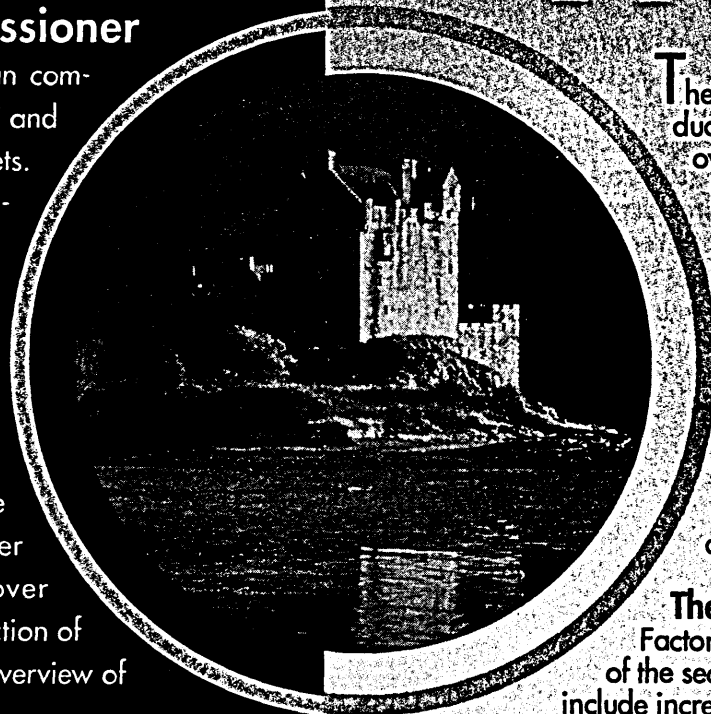 ssioner
n com-
and
ets.
-
e
er
over
ction of
verview of
The
duc
ov
c
The
Factor
of the sec
include incre